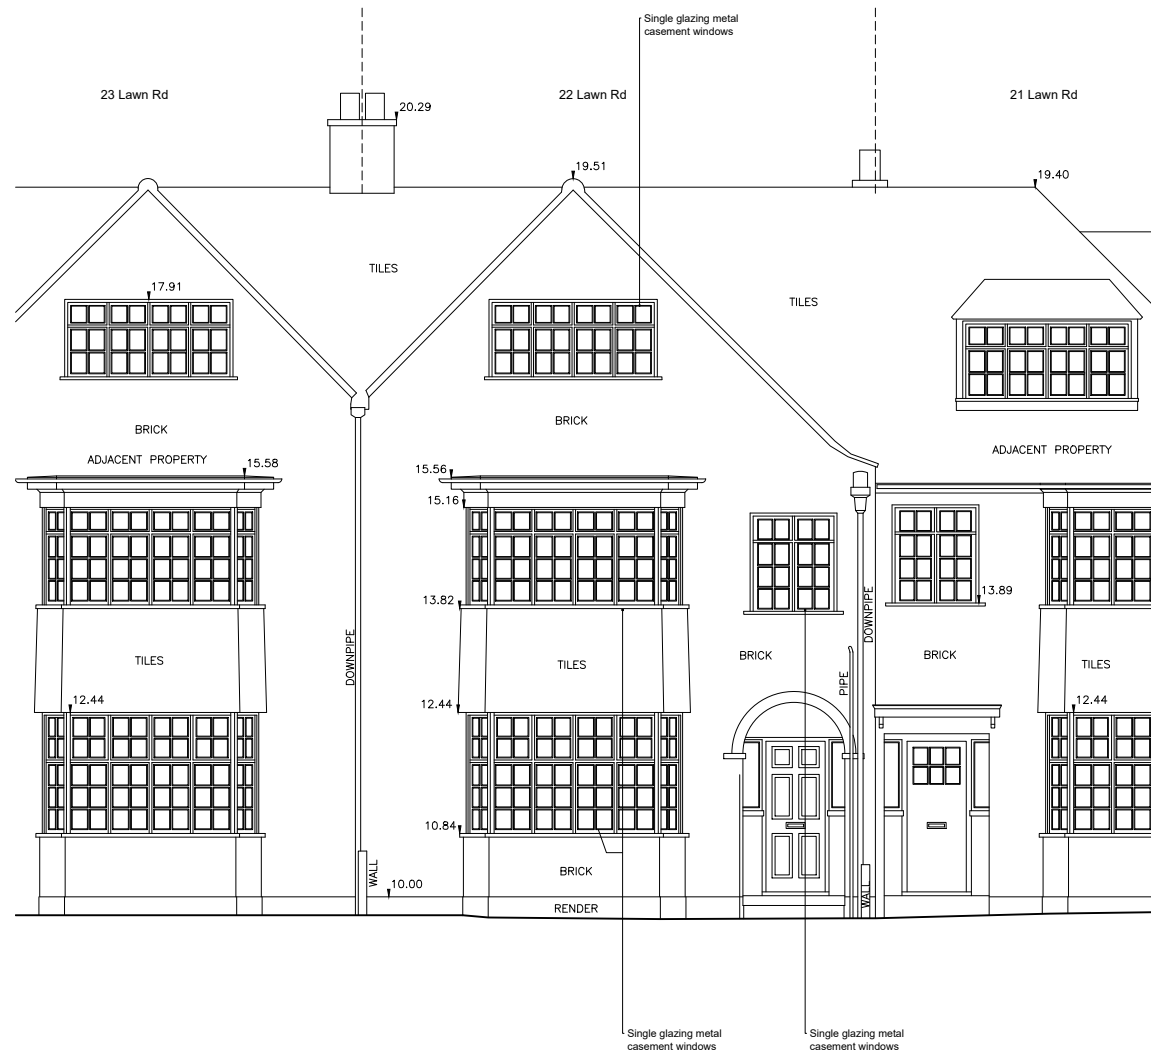 Single glazing metal
casement windows
23 Lawn Rd
22 Lawn Rd
21 Lawn Rd
20.29
19.51
19.40
TILES
17.91
TILES
BRICK
BRICK
ADJACENT PROPERTY
ADJACENT PROPERTY
15.58
15.56
15.16
13.82
13.89
DOWNPIPE
DOWNPIPE
TILES
TILES
BRICK
BRICK
TILES
PIPE
12.44
12.44
12.44
10.84
WALL
BRICK
WALL
10.00
RENDER
Single glazing metal
casement windows
Single glazing metal
casement windows